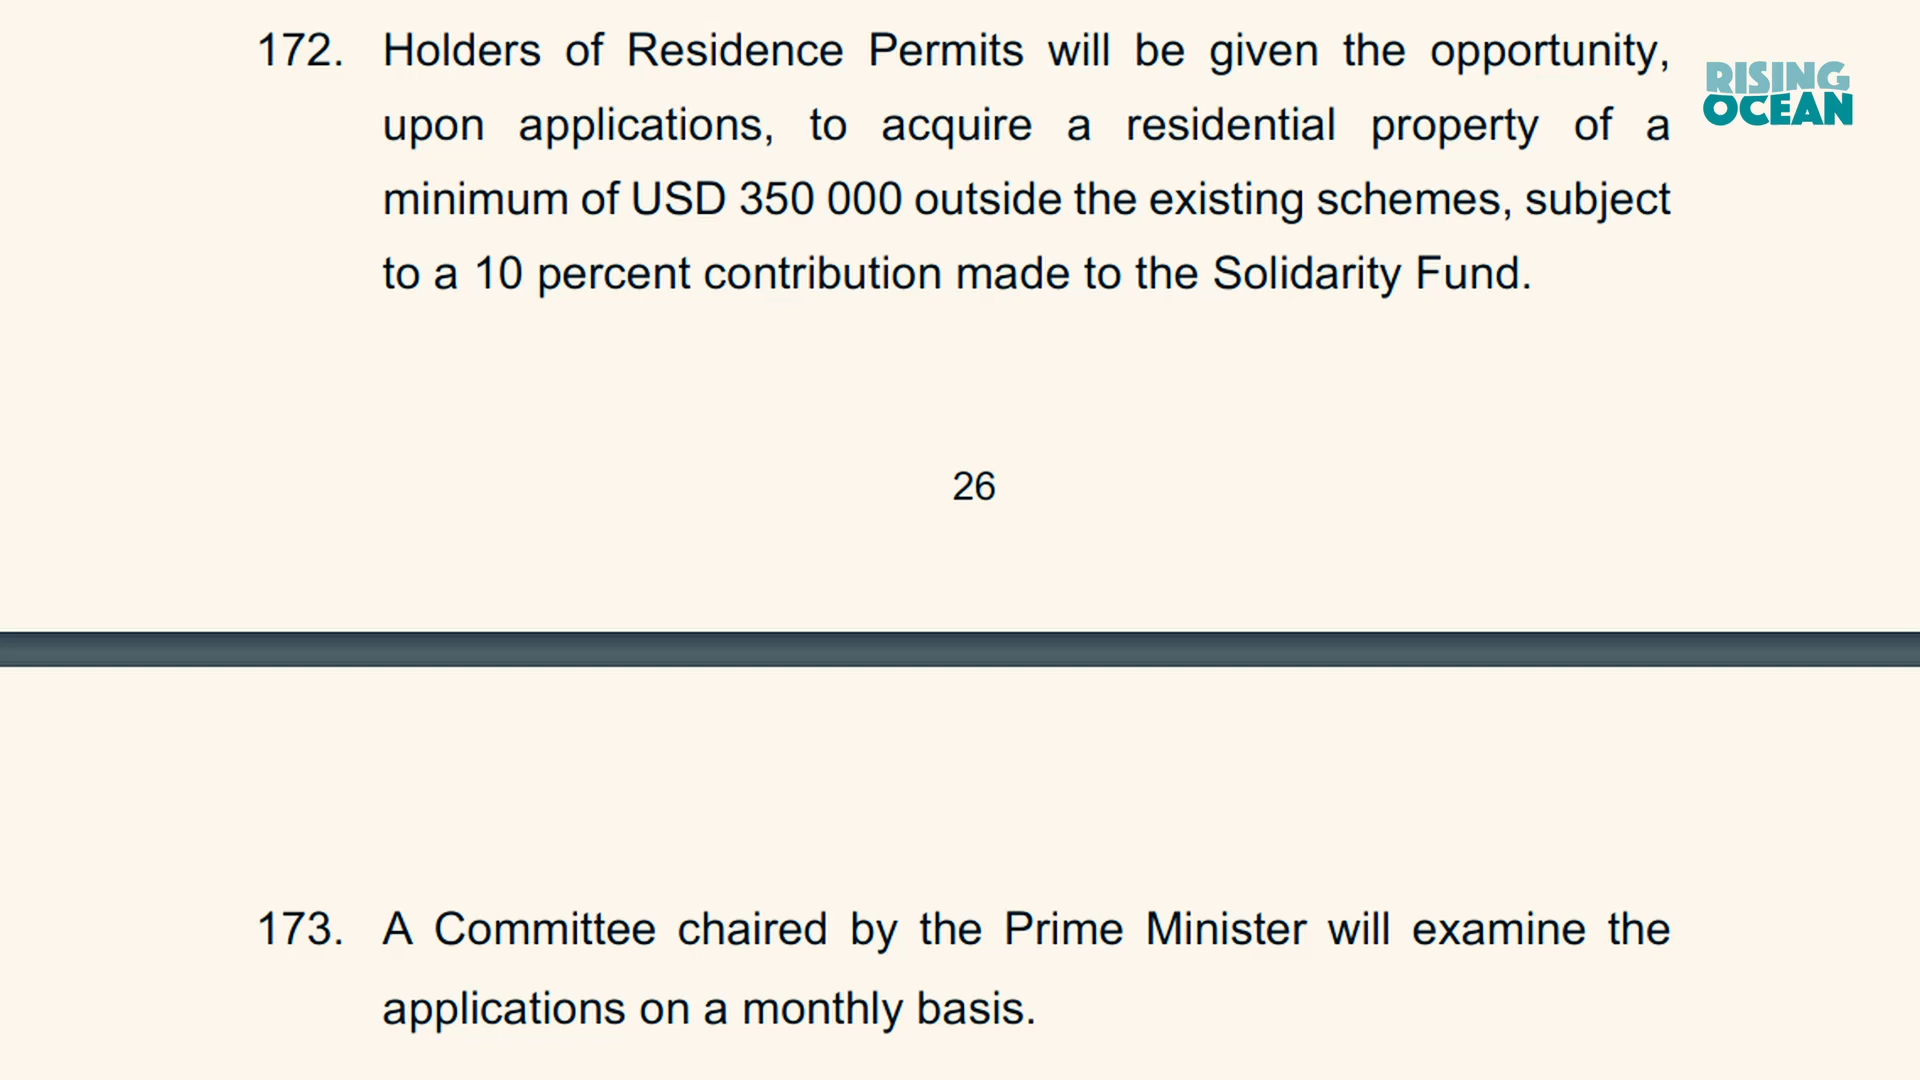 172. Holders of Residence Permits will be given the opportunity,
upon applications, to acquire a residential property of a
minimum of USD 350 000 outside the existing schemes, subject
to a 10 percent contribution made to the Solidarity Fund.
RISING
OCEAN
26
173. A Committee chaired by the Prime Minister will examine the
applications on a monthly basis.